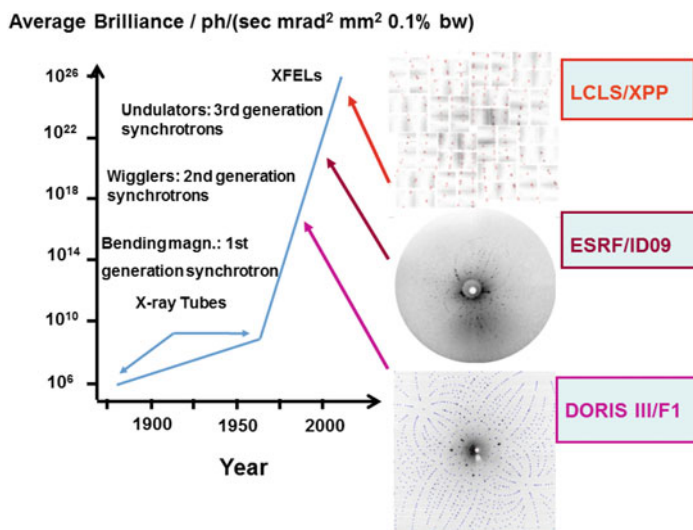 Average Brilliance / ph/(sec mrad² mm² 0.1% bw)
10²⁶
10²²
10¹⁸
10¹⁴
10¹⁰
10⁶
XFELs
Undulators: 3rd generation
synchrotrons
Wigglers: 2nd generation
synchrotrons
Bending magn.: 1st
generation synchrotron
X-ray Tubes
1900
1950
2000
Year
LCLS/XPP
ESRF/ID09
DORIS III/F1